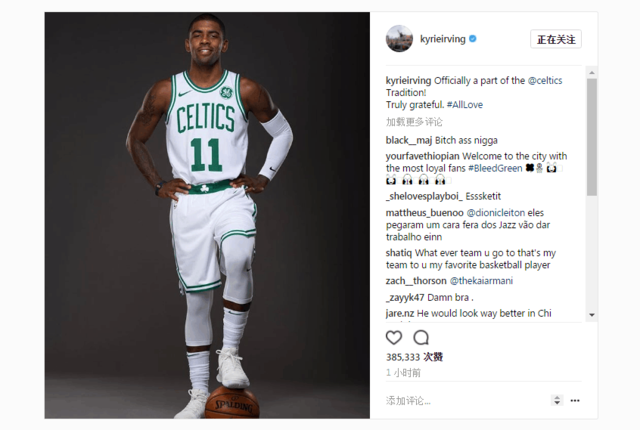 kyrieirving
正在关注
kyrieirving Officially a part of the @celtics
Tradition!
Truly grateful. #AllLove
加载更多评论
black__maj Bitch ass nigga
yourfavethiopian Welcome to the city with
the most loyal fans #BleedGreen
_shelovesplayboi_ Esssketit
mattheus_buenoo @dionicleiton eles
pegaram um cara fera dos Jazz vão dar
trabalho einn
shatiq What ever team u go to that's my
team to u my favorite basketball player
zach__thorson @thekaiarmani
_zayyk47 Damn bra .
jare.nz He would look way better in Chi
385,333 次赞
1 小时前
添加评论...
CELTICS
11
SPALDING